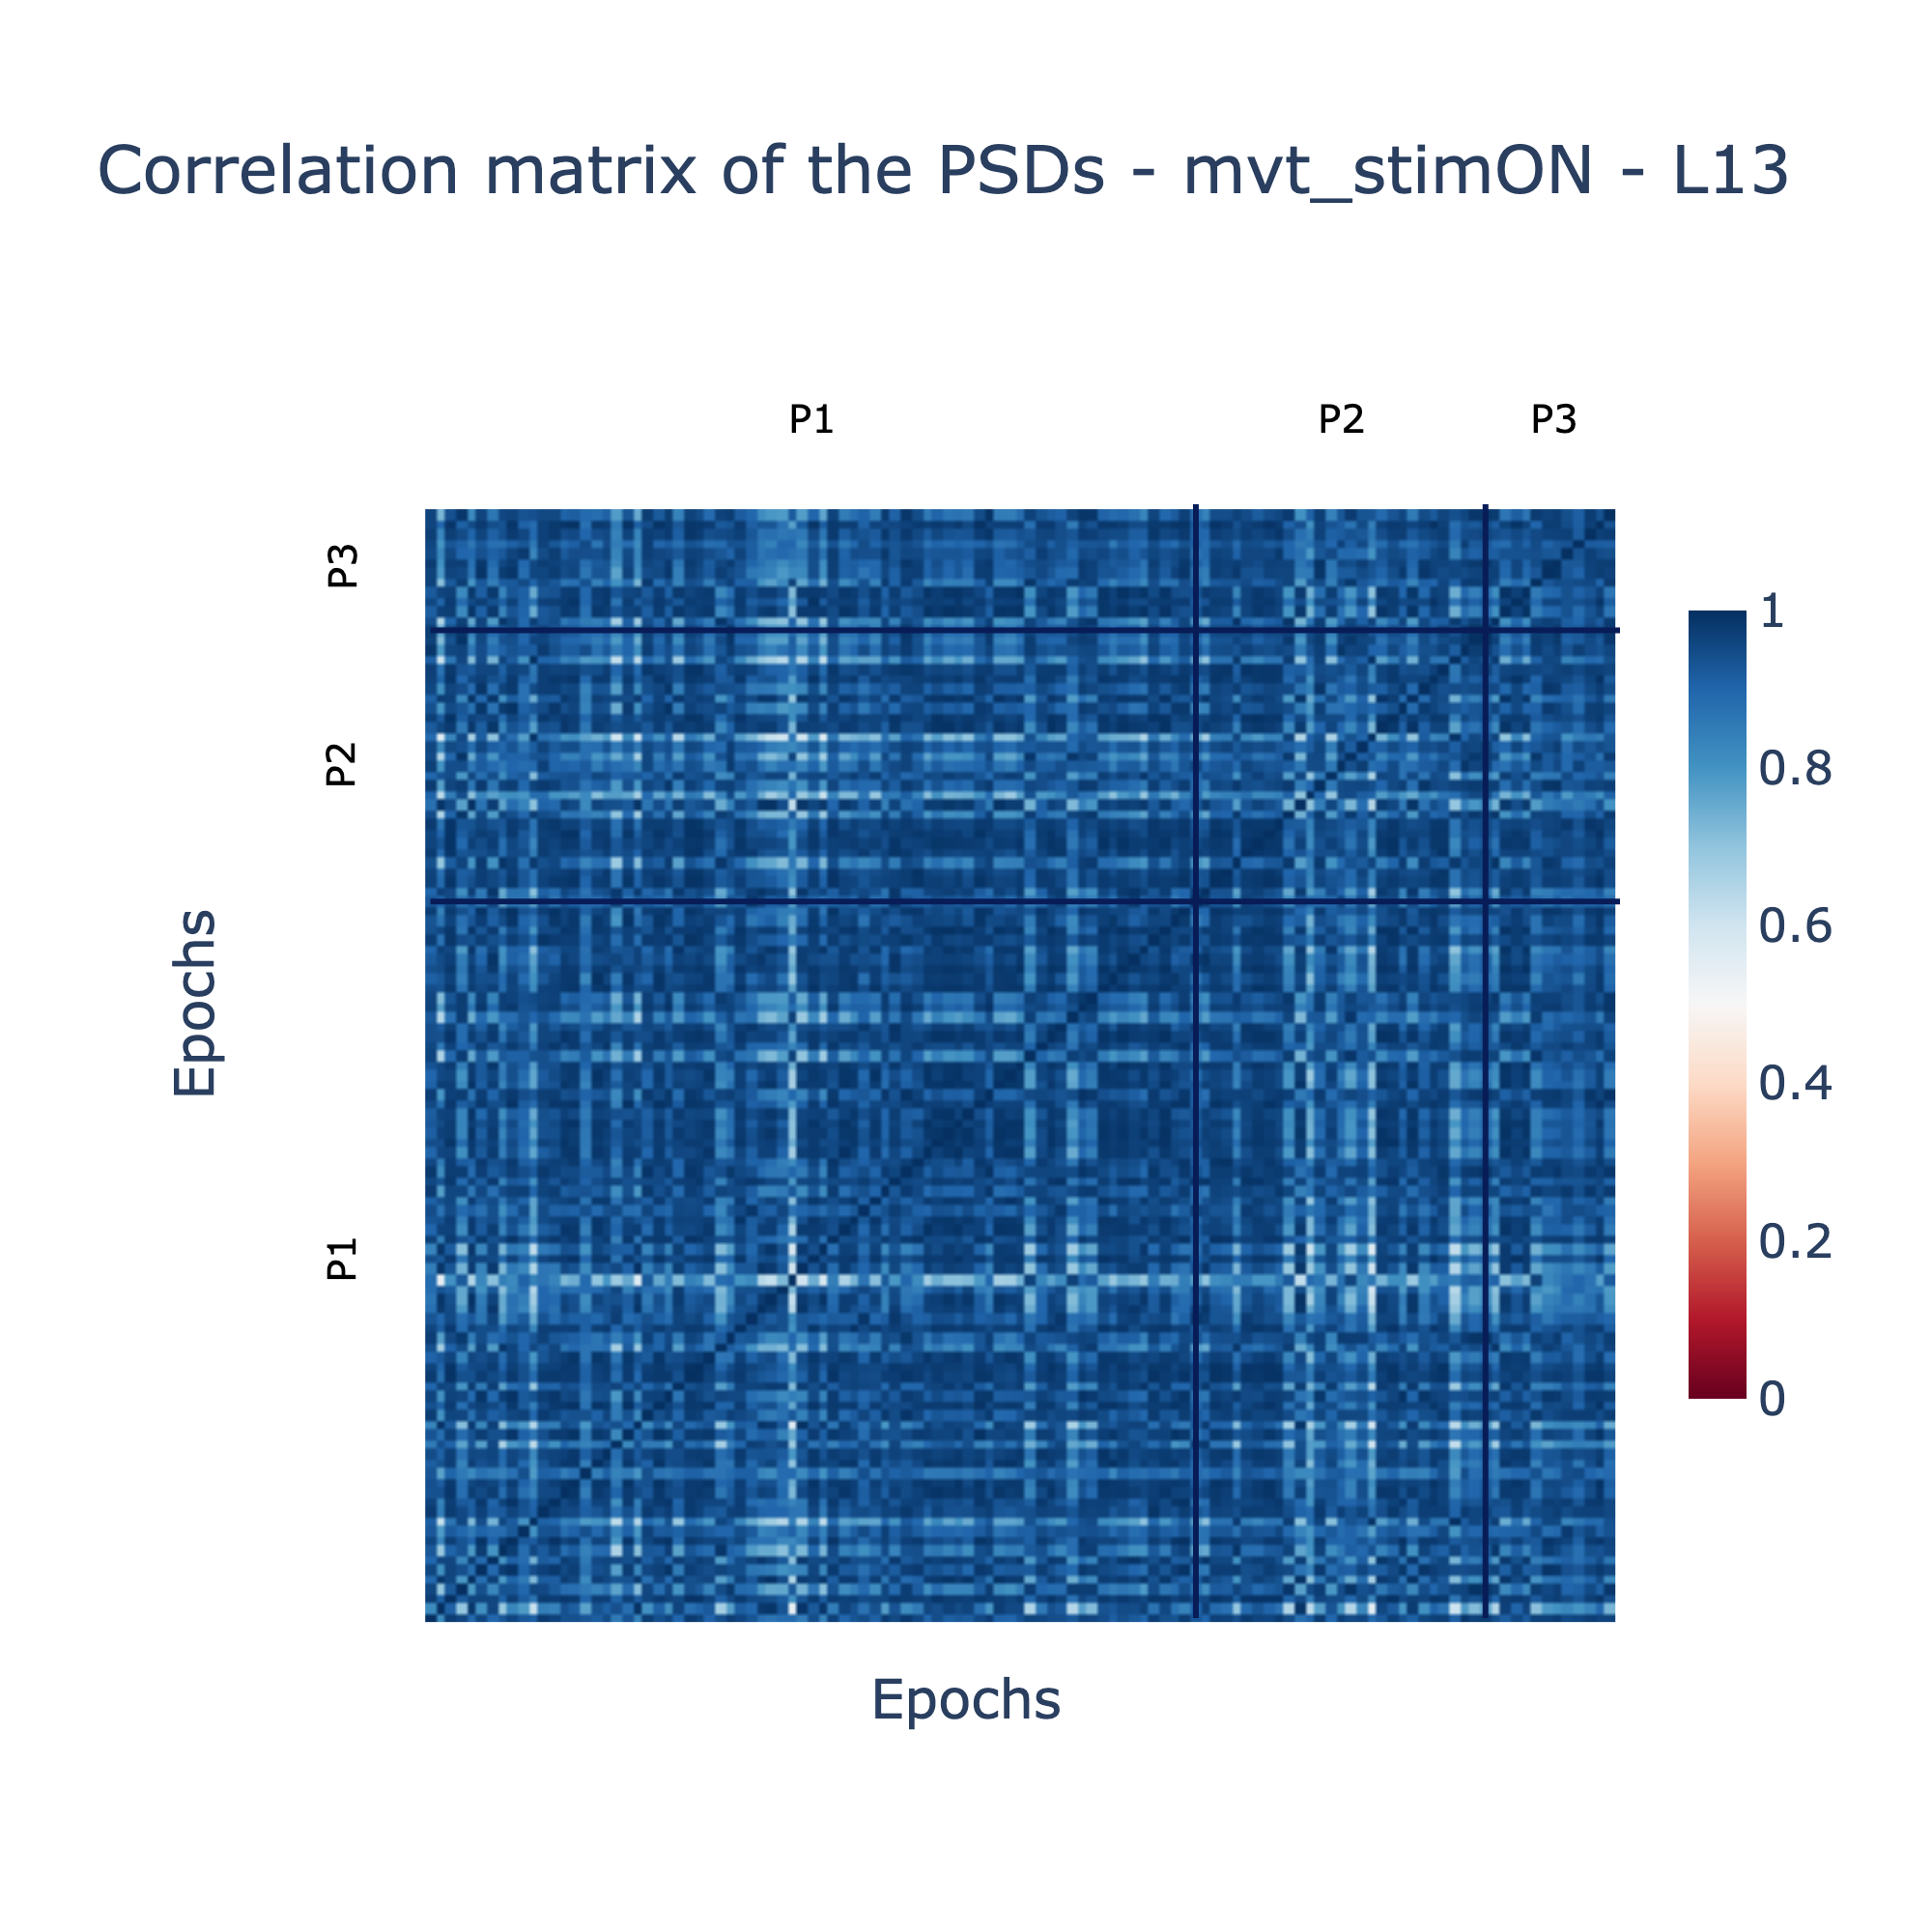 Correlation matrix of the PSDs - mvt_stimON - L13
P1 P2 P3
P3
P2
P1
Epochs
Epochs
1
0.8
0.6
0.4
0.2
0